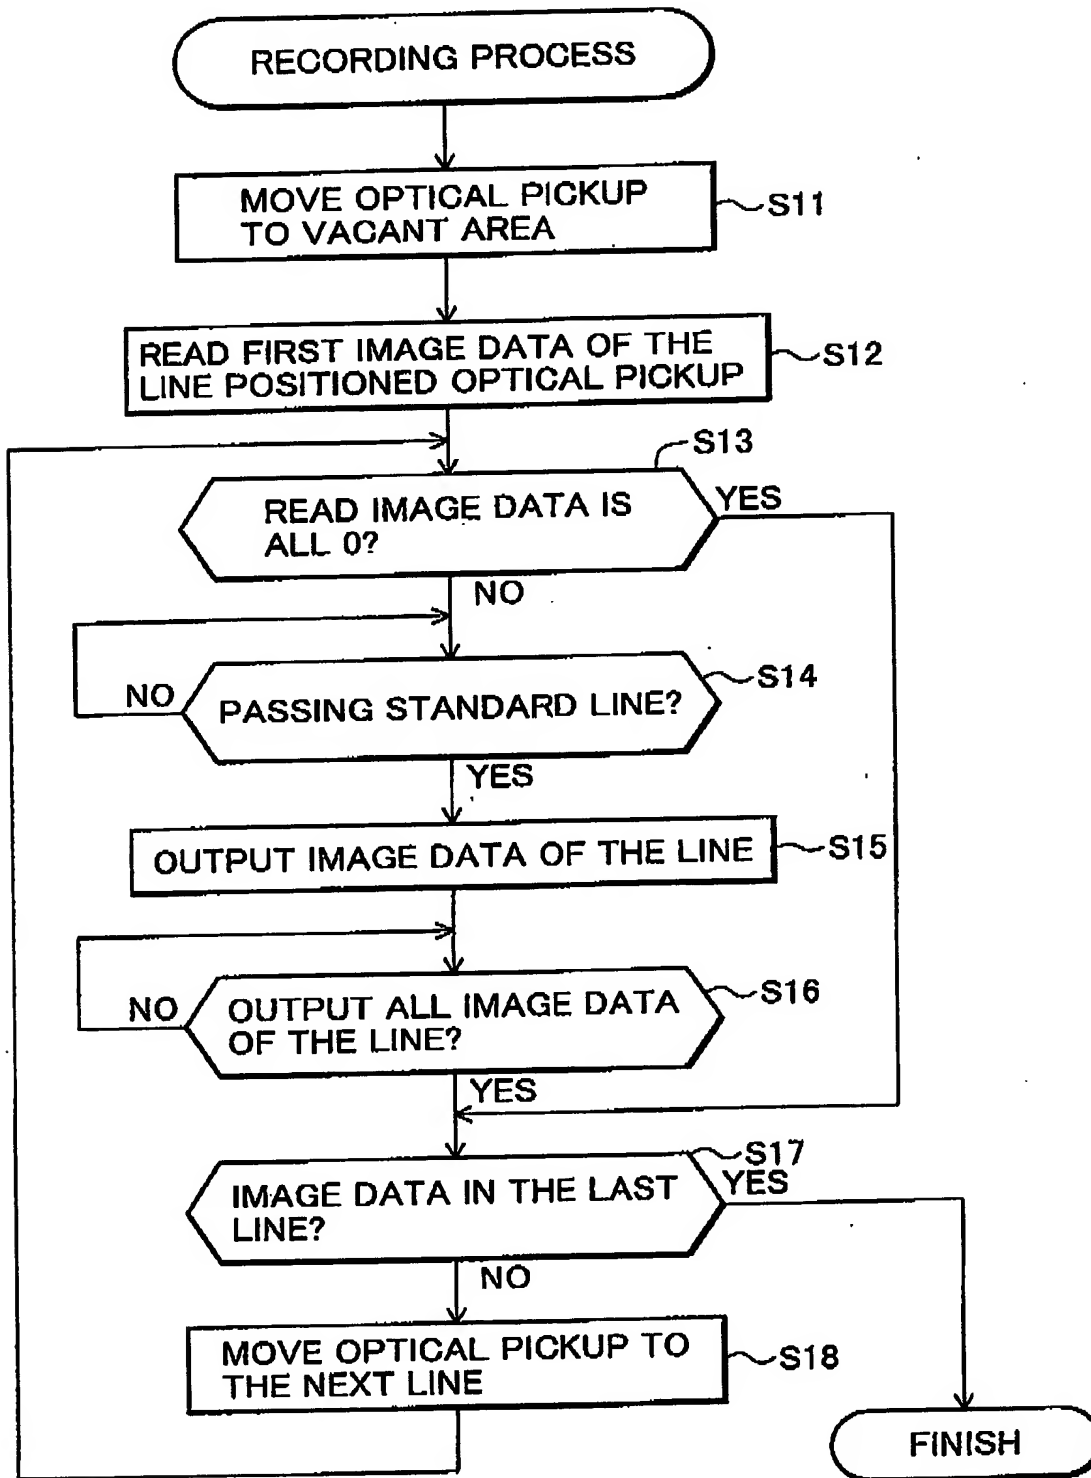 RECORDING PROCESS
MOVE OPTICAL PICKUP
TO VACANT AREA
S11
READ FIRST IMAGE DATA OF THE
LINE POSITIONED OPTICAL PICKUP
S12
S13
READ IMAGE DATA IS
ALL 0?
YES
NO
S14
NO
PASSING STANDARD LINE?
YES
OUTPUT IMAGE DATA OF THE LINE
S15
S16
NO
OUTPUT ALL IMAGE DATA
OF THE LINE?
YES
S17
IMAGE DATA IN THE LAST
LINE?
YES
NO
MOVE OPTICAL PICKUP TO
THE NEXT LINE
S18
FINISH